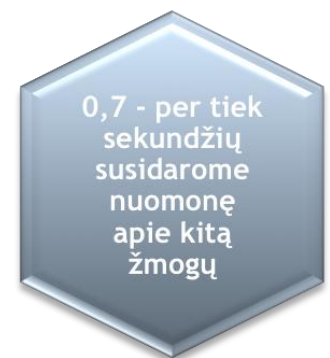 0,7 - per tiek
sekundžių
susidarome
nuomonę
apie kitą
žmogų